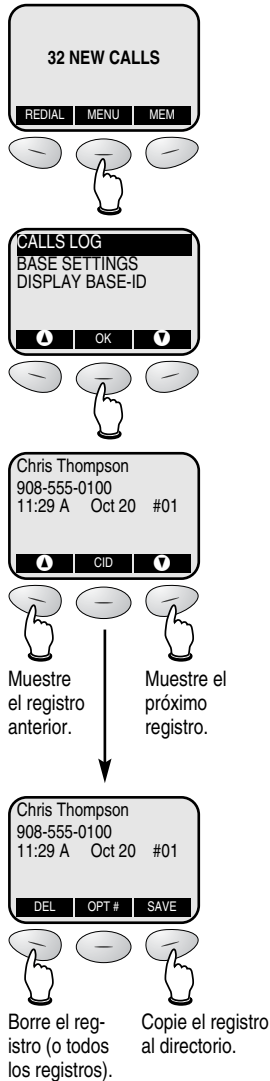 32 NEW CALLS
REDIAL MENU MEM
CALLS LOG
BASE SETTINGS
DISPLAY BASE-ID
OK
Chris Thompson
908-555-0100
11:29 A Oct 20 #01
CID
Muestre
el registro
anterior.
Muestre el
próximo
registro.
Chris Thompson
908-555-0100
11:29 A Oct 20 #01
DEL OPT # SAVE
Borre el reg-
istro (o todos
los registros).
Copie el registro
al directorio.